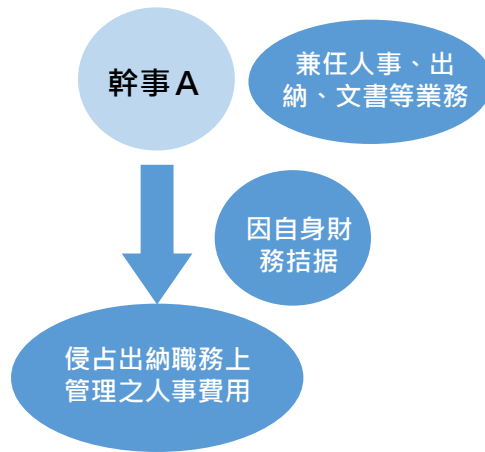 幹事A
兼任人事、出
納、文書等業務
因自身財
務拮据
侵占出納職務上
管理之人事費用